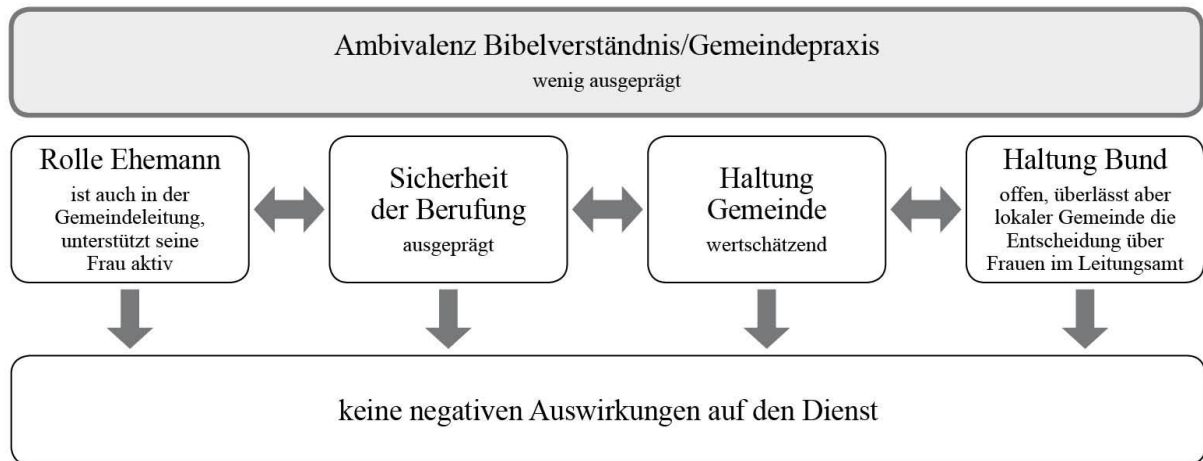 Ambivalenz Bibelverständnis/Gemeindepraxis
wenig ausgeprägt
Rolle Ehemann
ist auch in der
Gemeindeleitung,
unterstützt seine
Frau aktiv
Sicherheit
der Berufung
ausgeprägt
Haltung
Gemeinde
wertschätzend
Haltung Bund
offen, überlässt aber
lokaler Gemeinde die
Entscheidung über
Frauen im Leitungsamt
keine negativen Auswirkungen auf den Dienst